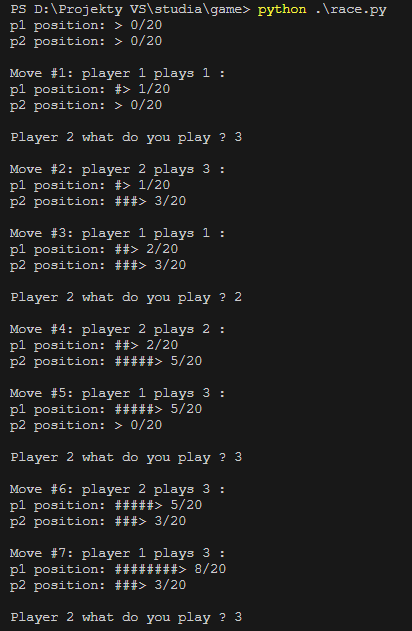 PS D:\Projekty VS\studia\game> python .\race.py
p1 position: > 0/20
p2 position: > 0/20
Move #1: player 1 plays 1 :
p1 position: #> 1/20
p2 position: > 0/20
Player 2 what do you play ? 3
Move #2: player 2 plays 3 :
p1 position: #> 1/20
p2 position: ###> 3/20
Move #3: player 1 plays 1 :
p1 position: ##> 2/20
p2 position: ###> 3/20
Player 2 what do you play ? 2
Move #4: player 2 plays 2 :
p1 position: ##> 2/20
p2 position: #####> 5/20
Move #5: player 1 plays 3 :
p1 position: #####> 5/20
p2 position: > 0/20
Player 2 what do you play ? 3
Move #6: player 2 plays 3 :
p1 position: #####> 5/20
p2 position: ###> 3/20
Move #7: player 1 plays 3 :
p1 position: ########> 8/20
p2 position: ###> 3/20
Player 2 what do you play ? 3